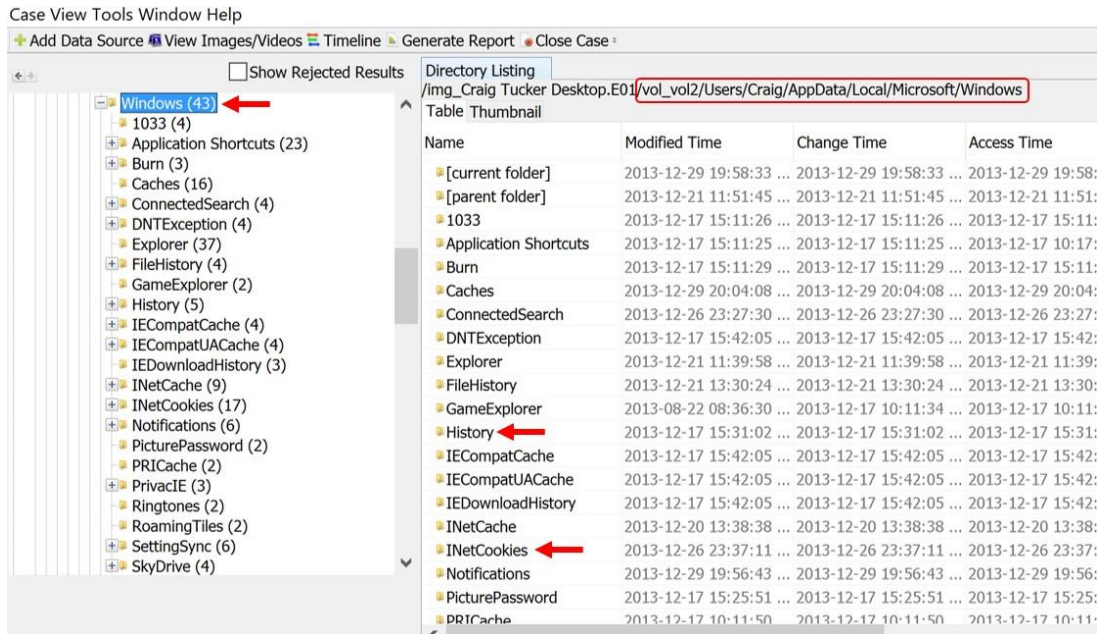 Case View Tools Window Help
Add Data Source View Images/Videos Timeline Generate Report Close Case
Show Rejected Results
Windows (43)
1033 (4)
Application Shortcuts (23)
Burn (3)
Caches (16)
ConnectedSearch (4)
DNTException (4)
Explorer (37)
FileHistory (4)
GameExplorer (2)
History (5)
IECompatCache (4)
IECompatUACache (4)
IEDownloadHistory (3)
INetCache (9)
INetCookies (17)
Notifications (6)
PicturePassword (2)
PRICache (2)
PrivacIE (3)
Ringtones (2)
RoamingTiles (2)
SettingSync (6)
SkyDrive (4)
Directory Listing
/img_Craig Tucker Desktop.E01/vol_vol2/Users/Craig/AppData/Local/Microsoft/Windows
Table Thumbnail
Name Modified Time Change Time Access Time
[current folder] 2013-12-29 19:58:33 ... 2013-12-29 19:58:33 ... 2013-12-29 19:58:
[parent folder] 2013-12-21 11:51:45 ... 2013-12-21 11:51:45 ... 2013-12-21 11:51:
1033 2013-12-17 15:11:26 ... 2013-12-17 15:11:26 ... 2013-12-17 15:11:
Application Shortcuts 2013-12-17 15:11:25 ... 2013-12-17 15:11:25 ... 2013-12-17 10:17:
Burn 2013-12-17 15:11:29 ... 2013-12-17 15:11:29 ... 2013-12-17 15:11:
Caches 2013-12-29 20:04:08 ... 2013-12-29 20:04:08 ... 2013-12-29 20:04:
ConnectedSearch 2013-12-26 23:27:30 ... 2013-12-26 23:27:30 ... 2013-12-26 23:27:
DNTException 2013-12-17 15:42:05 ... 2013-12-17 15:42:05 ... 2013-12-17 15:42:
Explorer 2013-12-21 11:39:58 ... 2013-12-21 11:39:58 ... 2013-12-21 11:39:
FileHistory 2013-12-21 13:30:24 ... 2013-12-21 13:30:24 ... 2013-12-21 13:30:
GameExplorer 2013-08-22 08:36:30 ... 2013-12-17 10:11:34 ... 2013-12-17 10:11:
History 2013-12-17 15:31:02 ... 2013-12-17 15:31:02 ... 2013-12-17 15:31:
IECompatCache 2013-12-17 15:42:05 ... 2013-12-17 15:42:05 ... 2013-12-17 15:42:
IECompatUACache 2013-12-17 15:42:05 ... 2013-12-17 15:42:05 ... 2013-12-17 15:42:
IEDownloadHistory 2013-12-17 15:42:05 ... 2013-12-17 15:42:05 ... 2013-12-17 15:42:
INetCache 2013-12-20 13:38:38 ... 2013-12-20 13:38:38 ... 2013-12-20 13:38:
INetCookies 2013-12-26 23:37:11 ... 2013-12-26 23:37:11 ... 2013-12-26 23:37:
Notifications 2013-12-29 19:56:43 ... 2013-12-29 19:56:43 ... 2013-12-29 19:56:
PicturePassword 2013-12-17 15:25:51 ... 2013-12-17 15:25:51 ... 2013-12-17 15:25:
PRICache 2013-12-17 10:11:50 2013-12-17 10:11:50 2013-12-17 10:11: